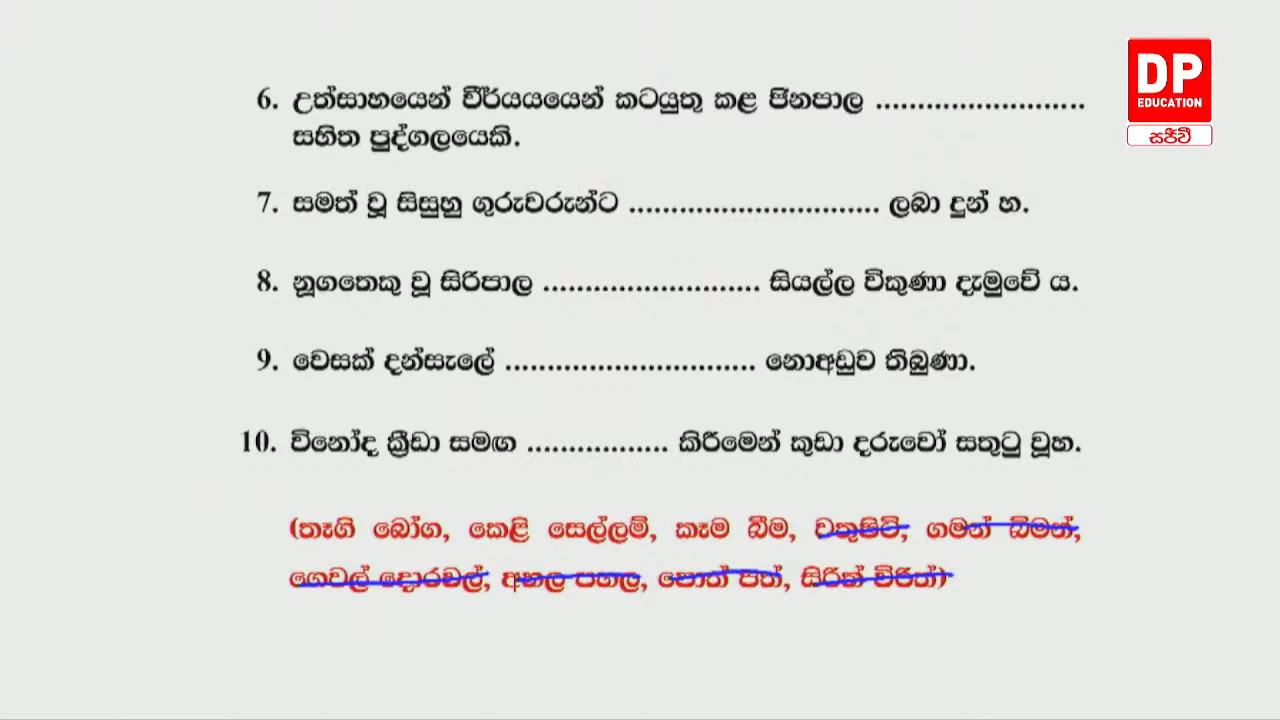 DP
EDUCATION
සජීවී
6. උත්සාහයෙන් වීර්යයයෙන් කටයුතු කළ ජිනපාල .........................
සහිත පුද්ගලයෙකි.
7. සමත් වූ සිසුහු ගුරුවරුන්ට .............................. ලබා දුන් හ.
8. නූගතෙකු වූ සිරිපාල .......................... සියල්ල විකුණා දැමුවේ ය.
9. වෙසක් දන්සැලේ .............................. නොඅඩුව තිබුණා.
10. විනෝද ක්‍රීඩා සමඟ ................. කිරීමෙන් කුඩා දරුවෝ සතුටු වූහ.
(තෑගි බෝග, කෙළි සෙල්ලම්, කෑම බීම, වතුපිටි, ගමන් බිමන්,
ගෙවල් දොරවල්, අතල පහල, පොත් පත්, සිරිත් විරිත්)